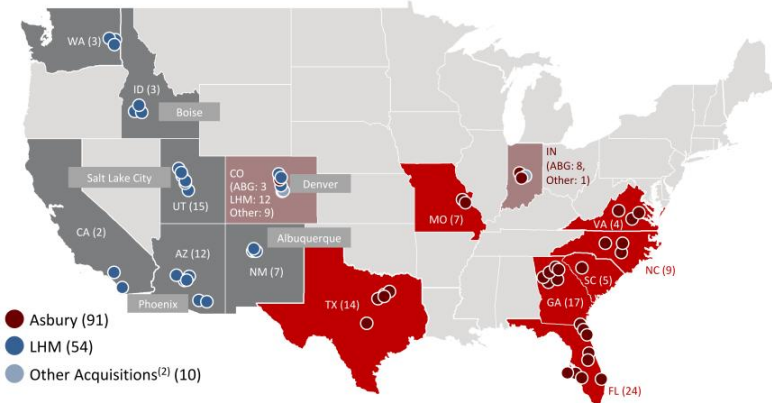 WA (3)
ID (3)
Boise
Salt Lake City
UT (15)
CO
(ABG: 3
LHM: 12
Other: 9)
Denver
IN
(ABG: 8,
Other: 1)
MO (7)
VA (4)
CA (2)
AZ (12)
Albuquerque
NM (7)
NC (9)
SC (5)
GA (17)
Phoenix
TX (14)
FL (24)
Asbury (91)
LHM (54)
Other Acquisitions(2) (10)